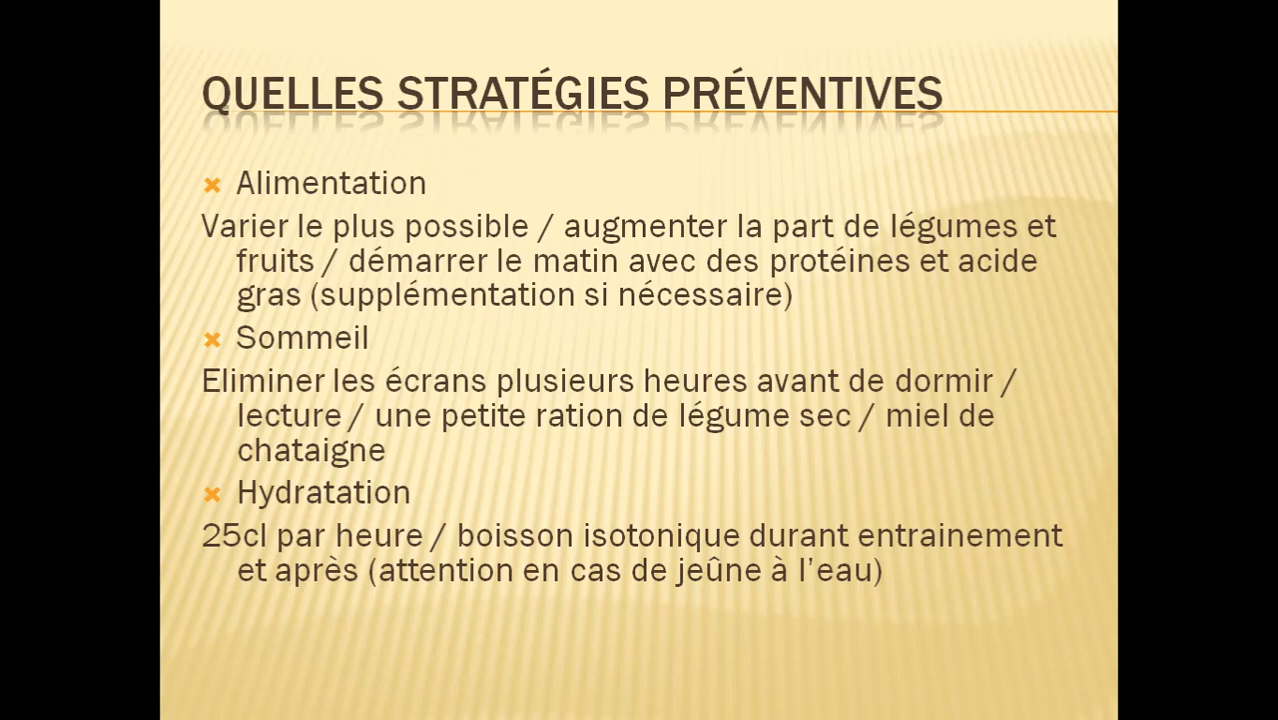 QUELLES STRATÉGIES PRÉVENTIVES
Alimentation
Varier le plus possible / augmenter la part de légumes et
fruits / démarrer le matin avec des protéines et acide
gras (supplémentation si nécessaire)
Sommeil
Eliminer les écrans plusieurs heures avant de dormir /
lecture / une petite ration de légume sec / miel de
chataigne
Hydratation
25cl par heure / boisson isotonique durant entrainement
et après (attention en cas de jeûne à l’eau)